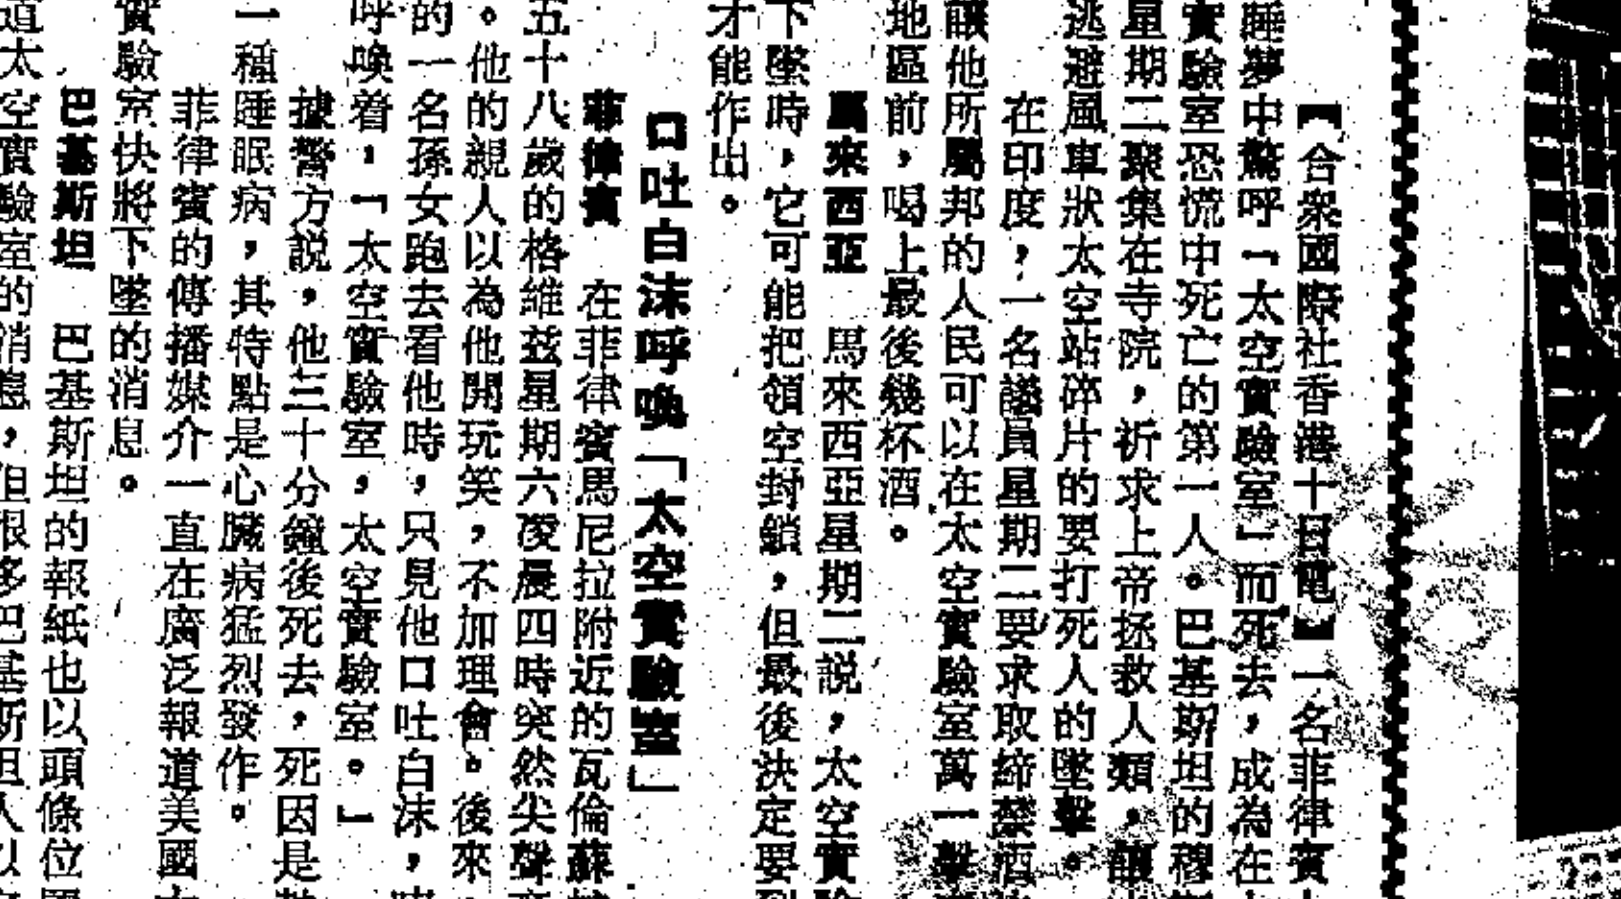 【合衆國際社香港十日電】一名菲律賓
睡夢中驚呼「太空實驗室」而死去，成為在
實驗室恐慌中死亡的第一人。巴基斯坦的穆
星期二聚集在寺院，祈求上帝拯救人類，讓
逃避風車狀太空站碎片的要打死人的墜擊。
在印度，一名議員星期二要求取締禁酒
讓他所屬邦的人民可以在太空實驗室萬一擊
地區前，喝上最後幾杯酒。
馬來西亞　馬來西亞星期二説，太空實
下墜時，它可能把領空封鎖，但最後決定要
才能作出。
口吐白沫呼喚「太空實驗室」
菲律賓　在菲律賓馬尼拉附近的瓦倫蘇
五十八歲的格維兹星期六凌晨四時突然尖聲
。他的親人以為他開玩笑，不加理會。後來
的一名孫女跑去看他時，只見他口吐白沫，
呼喚着，「太空實驗室，太空實驗室。」
據警方説，他三十分鐘後死去，死因是
一種睡眠病，其特點是心臟病猛烈發作。
菲律賓的傳播媒介一直在廣泛報道美國
實驗室快將下墜的消息。
巴基斯坦　巴基斯坦的報紙也以頭條位
道太空實驗室的消息，但很多巴基斯坦人以